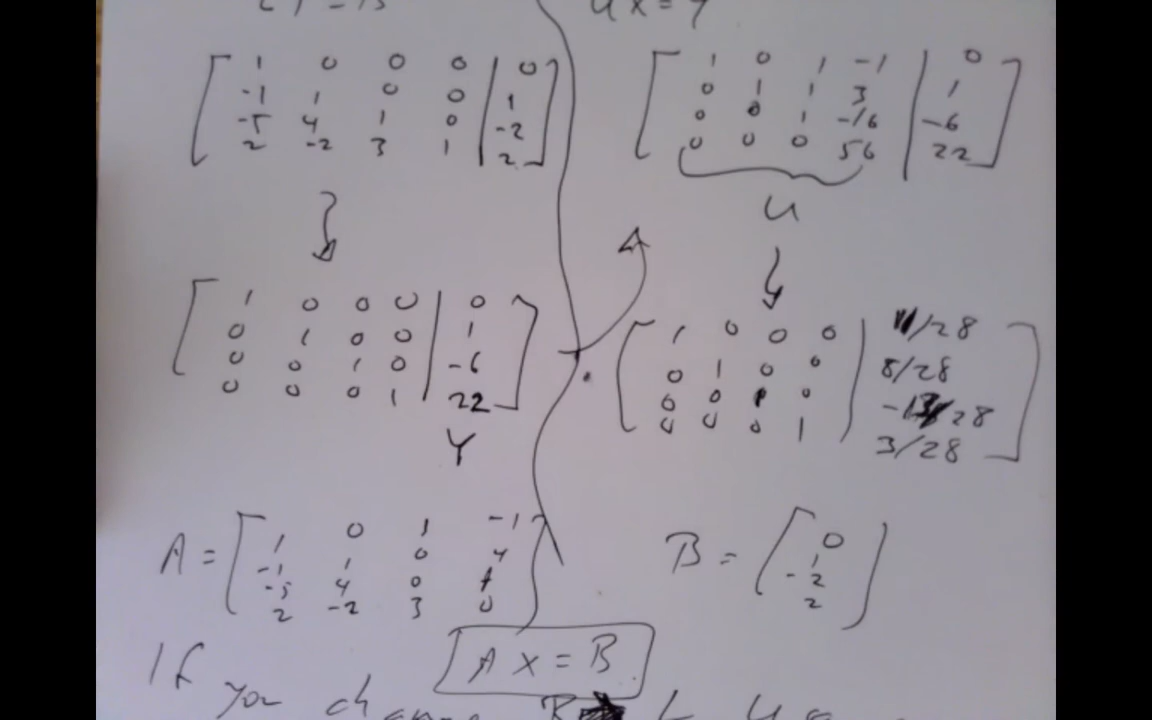 UX = Y
[ 1 0 0 0 | 0 ]
[ -1 1 0 0 | 1 ]
[ -5 4 1 0 | -2 ]
[ 2 -2 3 1 | 2 ]
[ 1 0 1 -1 | 0 ]
[ 0 1 1 3 | 1 ]
[ 0 0 1 -16 | -6 ]
[ 0 0 0 56 | 22 ]
U
[ 1 0 0 0 | 0 ]
[ 0 1 0 0 | 1 ]
[ 0 0 1 0 | -6 ]
[ 0 0 0 1 | 22 ]
Y
[ 1 0 0 0 | 11/28 ]
[ 0 1 0 0 | 8/28 ]
[ 0 0 1 0 | /28 ]
[ 0 0 0 1 | 3/28 ]
A = [ 1 0 1 -1 ]
[ -1 1 0 4 ]
[ -5 4 0 ]
[ 2 -2 3 0 ]
B = [ 0 ]
[ 1 ]
[ -2 ]
[ 2 ]
A X = B
If you